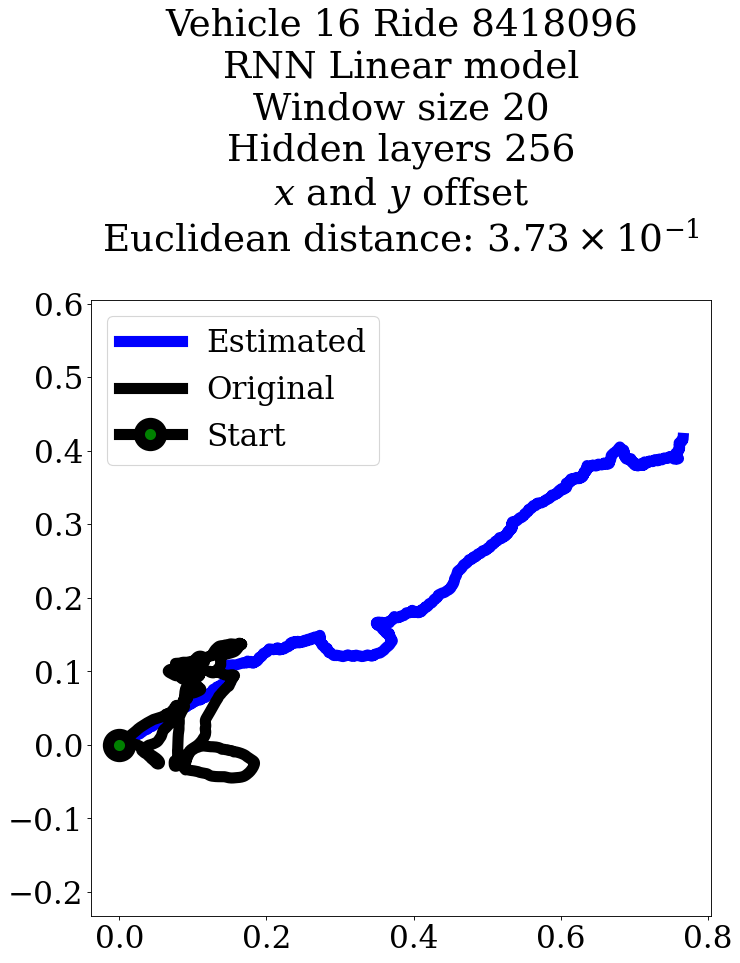 Vehicle 16 Ride 8418096
RNN Linear model
Window size 20
Hidden layers 256
x and y offset
Euclidean distance: 3.73 × 10⁻¹
0.6
0.5
0.4
0.3
0.2
0.1
0.0
−0.1
−0.2
Estimated
Original
Start
0.0 0.2 0.4 0.6 0.8